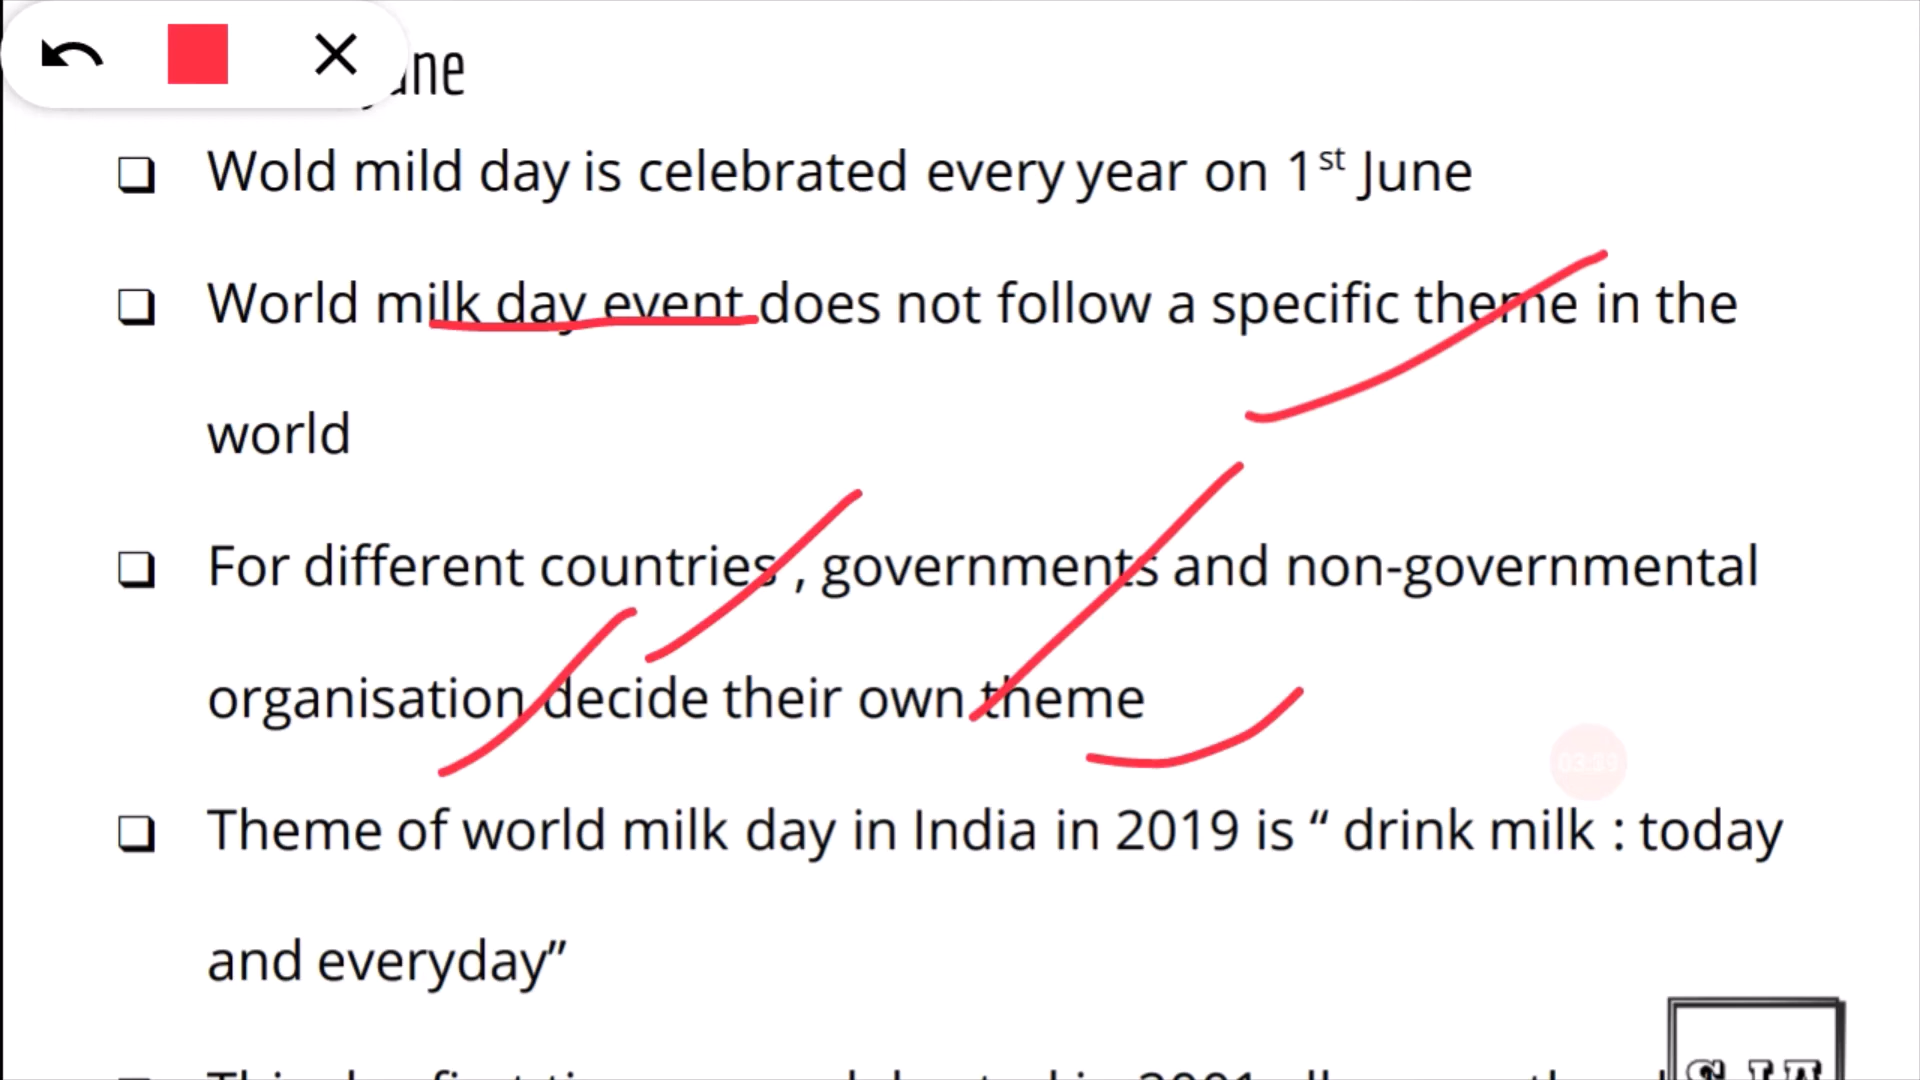 Wold mild day is celebrated every year on 1st June
World milk day event does not follow a specific theme in the
world
For different countries , governments and non-governmental
organisation decide their own theme
Theme of world milk day in India in 2019 is “ drink milk : today
and everyday”